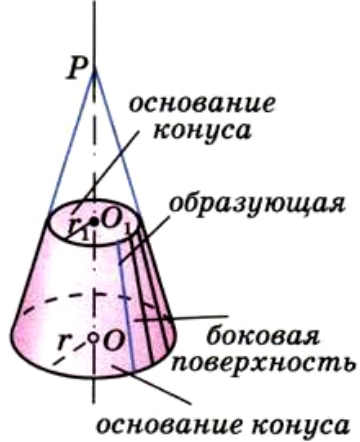 P
основание
конуса
образующая
r₁ O₁
r O
боковая
поверхность
основание конуса